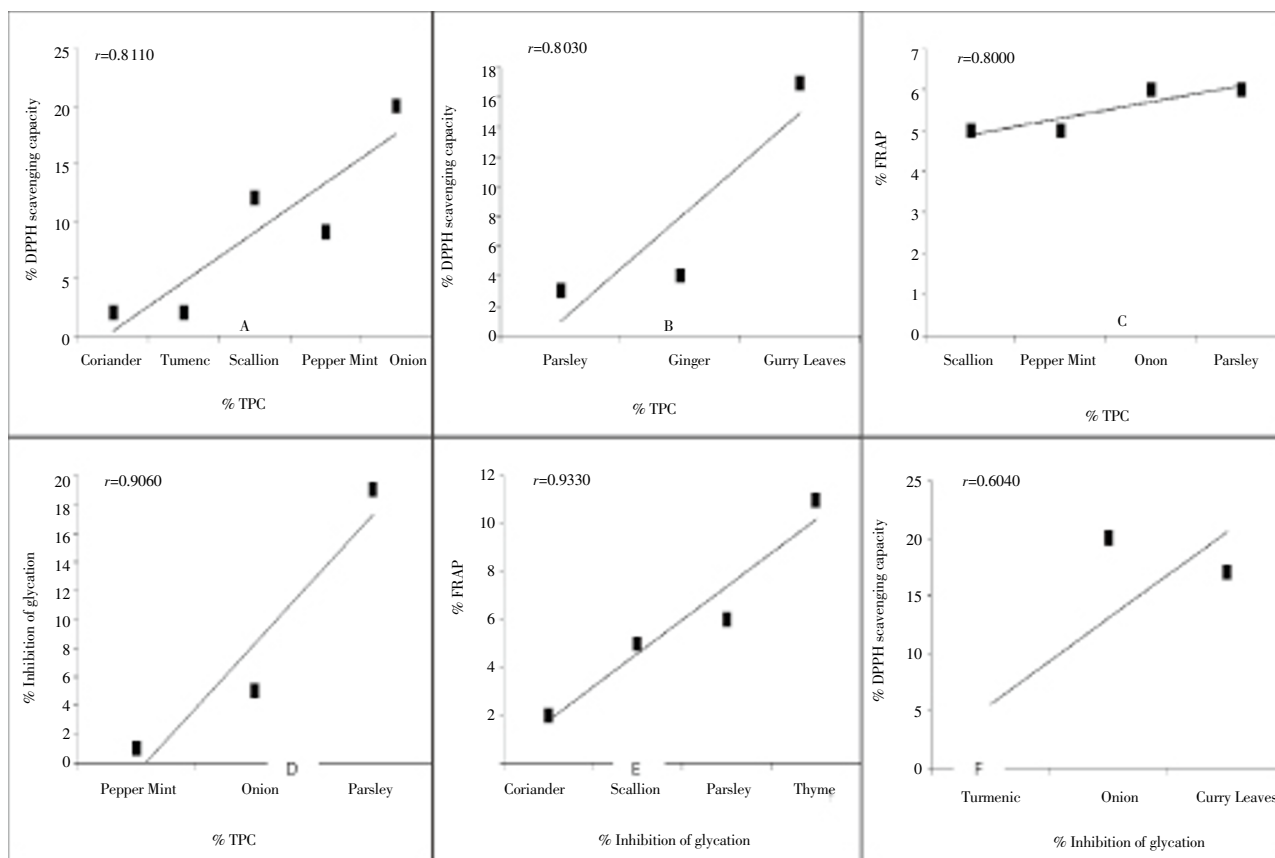 r=0.8110
% DPPH scavenging capacity
25
20
15
10
5
0
A
Coriander Tumenc Scallion Pepper Mint Onion
% TPC
r=0.8030
% DPPH scavenging capacity
18
16
14
12
10
8
6
4
2
0
B
Parsley Ginger Gurry Leaves
% TPC
r=0.8000
% FRAP
7
6
5
4
3
2
1
0
C
Scallion Pepper Mint Onon Parsley
% TPC
r=0.9060
% Inhibition of glycation
20
18
16
14
12
10
8
6
4
2
0
D
Pepper Mint Onion Parsley
% TPC
r=0.9330
% FRAP
12
10
8
6
4
2
E
Coriander Scallion Parsley Thyme
% Inhibition of glycation
r=0.6040
% DPPH scavenging capacity
25
20
15
10
5
0
F
Turmenic Onion Curry Leaves
% Inhibition of glycation